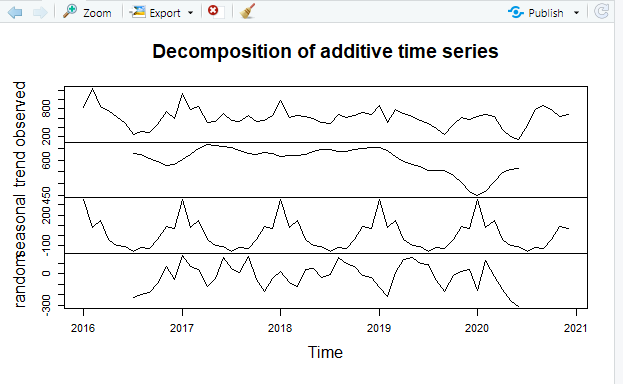 Zoom Export Publish
Decomposition of additive time series
observed
200 800
trend
450 600
seasonal
-100 200
random
-300 0
2016 2017 2018 2019 2020 2021
Time